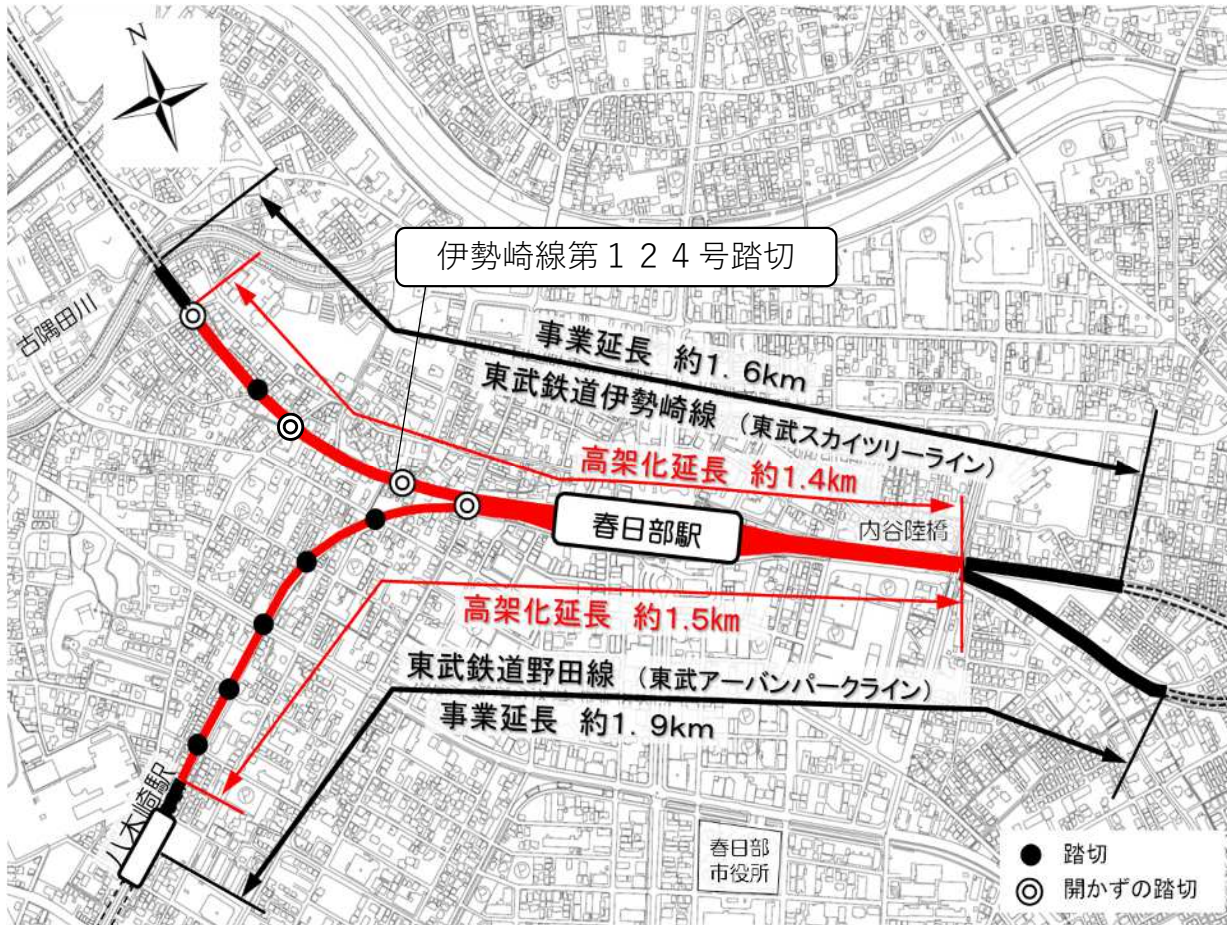 N
伊勢崎線第124号踏切
古隅田川
事業延長 約1.6km
東武鉄道伊勢崎線 （東武スカイツリーライン）
高架化延長 約1.4km
春日部駅
内谷陸橋
高架化延長 約1.5km
東武鉄道野田線 （東武アーバンパークライン）
事業延長 約1.9km
八木崎駅
春日部
市役所
踏切
開かずの踏切